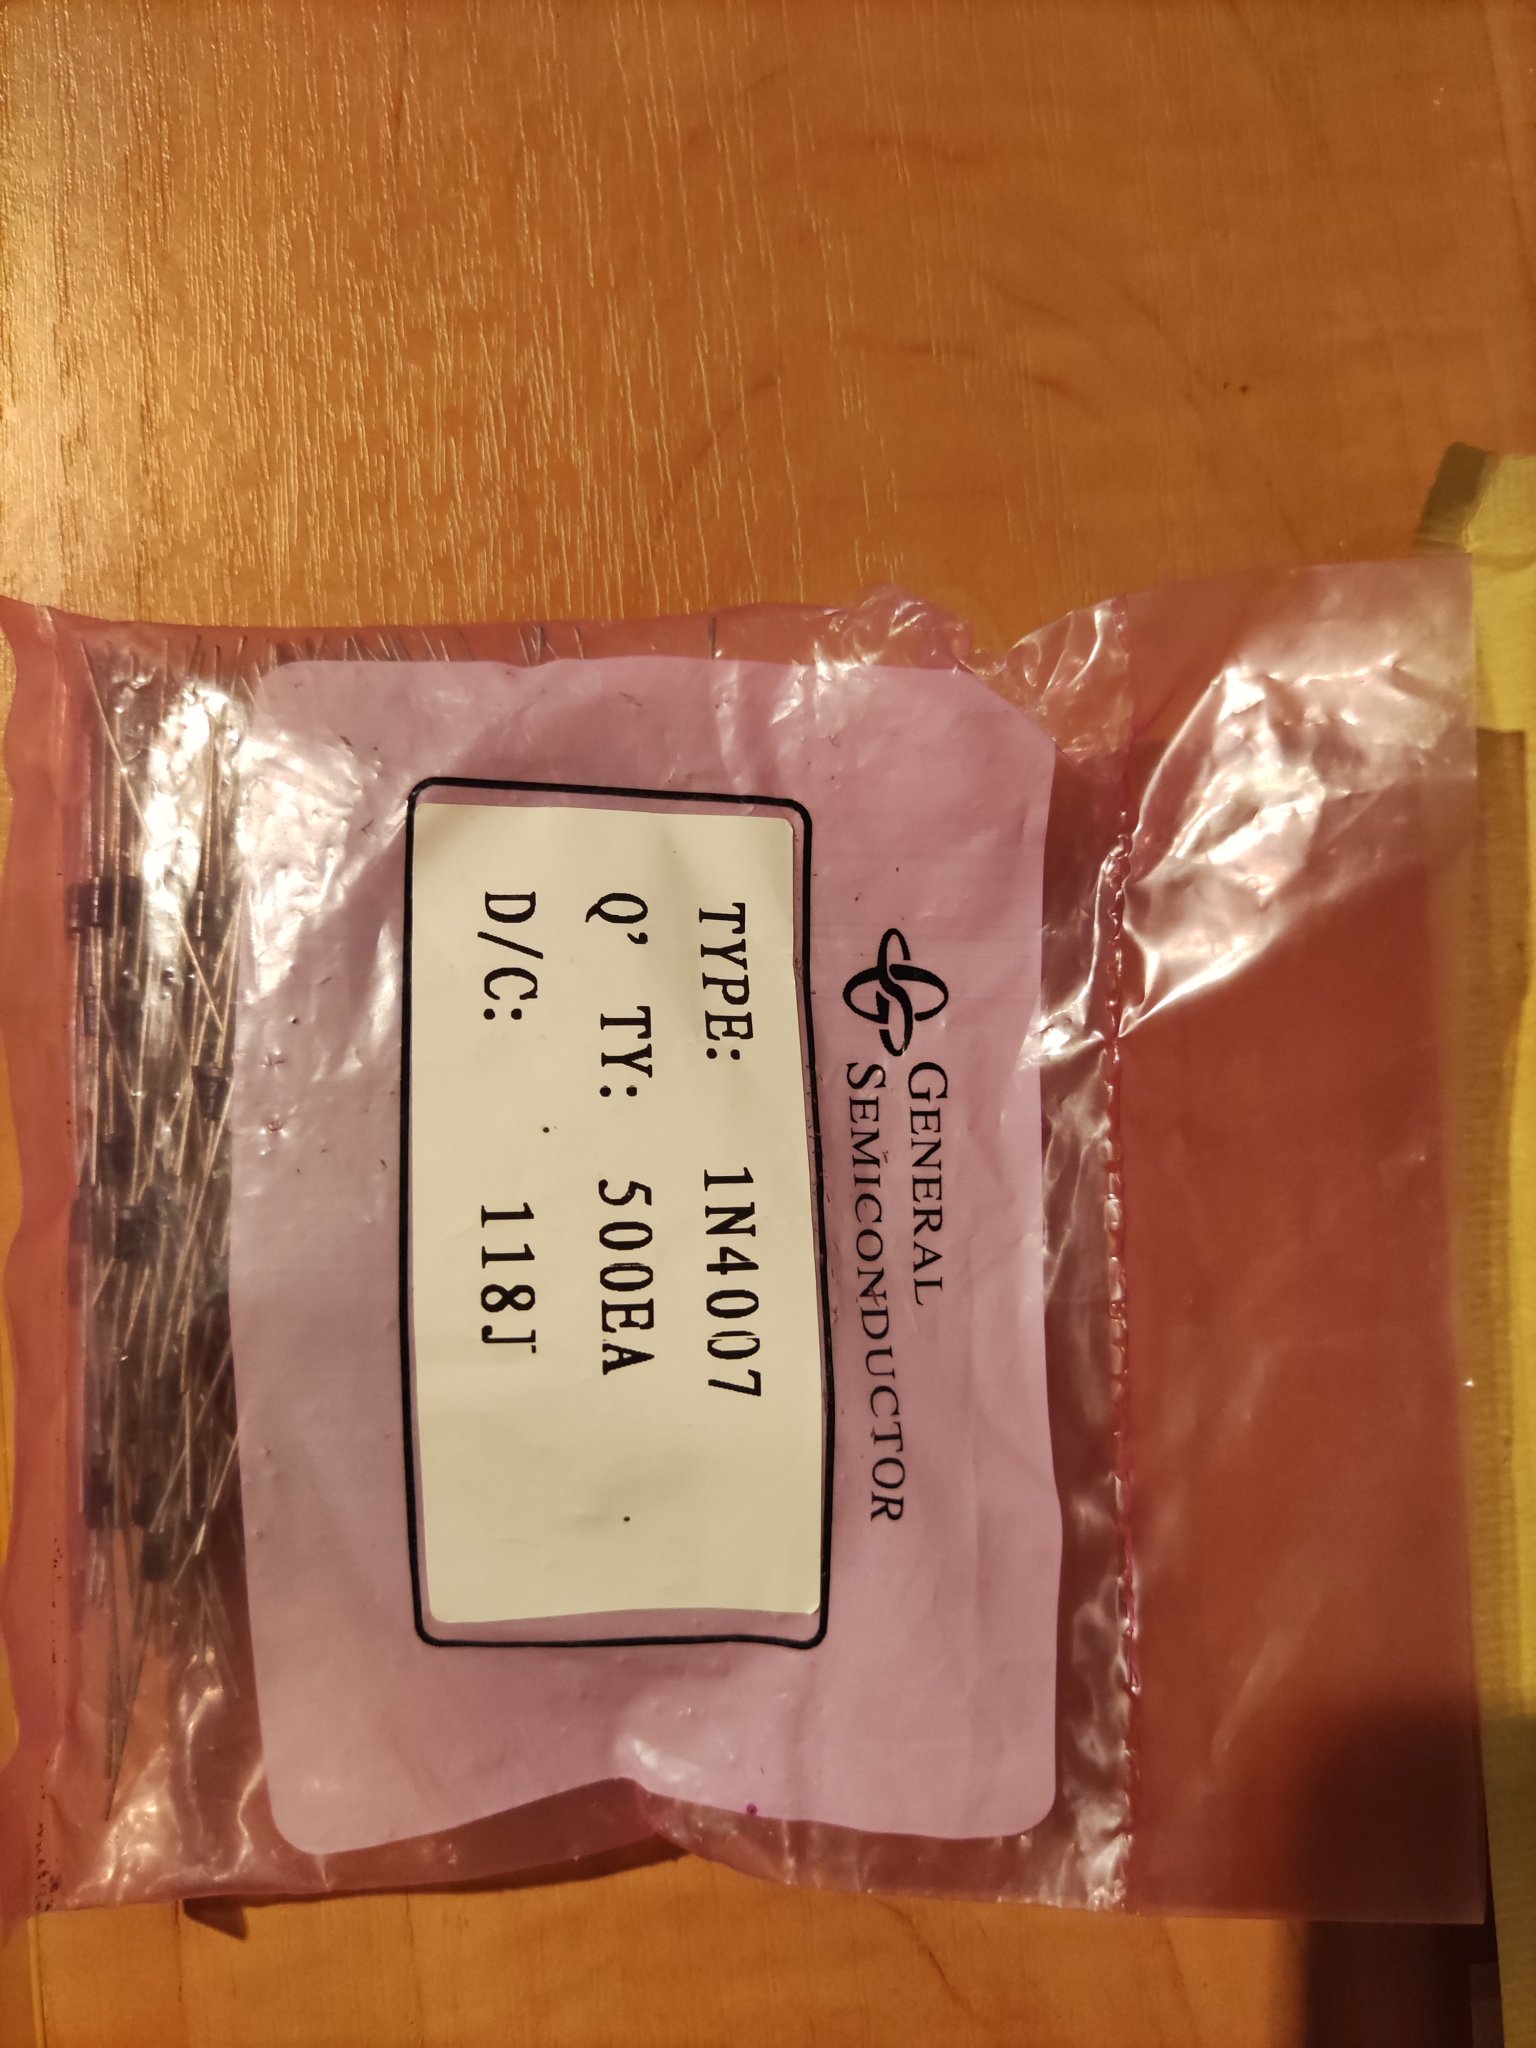 GENERAL
SEMICONDUCTOR
TYPE: 1N4007
Q' TY: 500EA
D/C: 118J